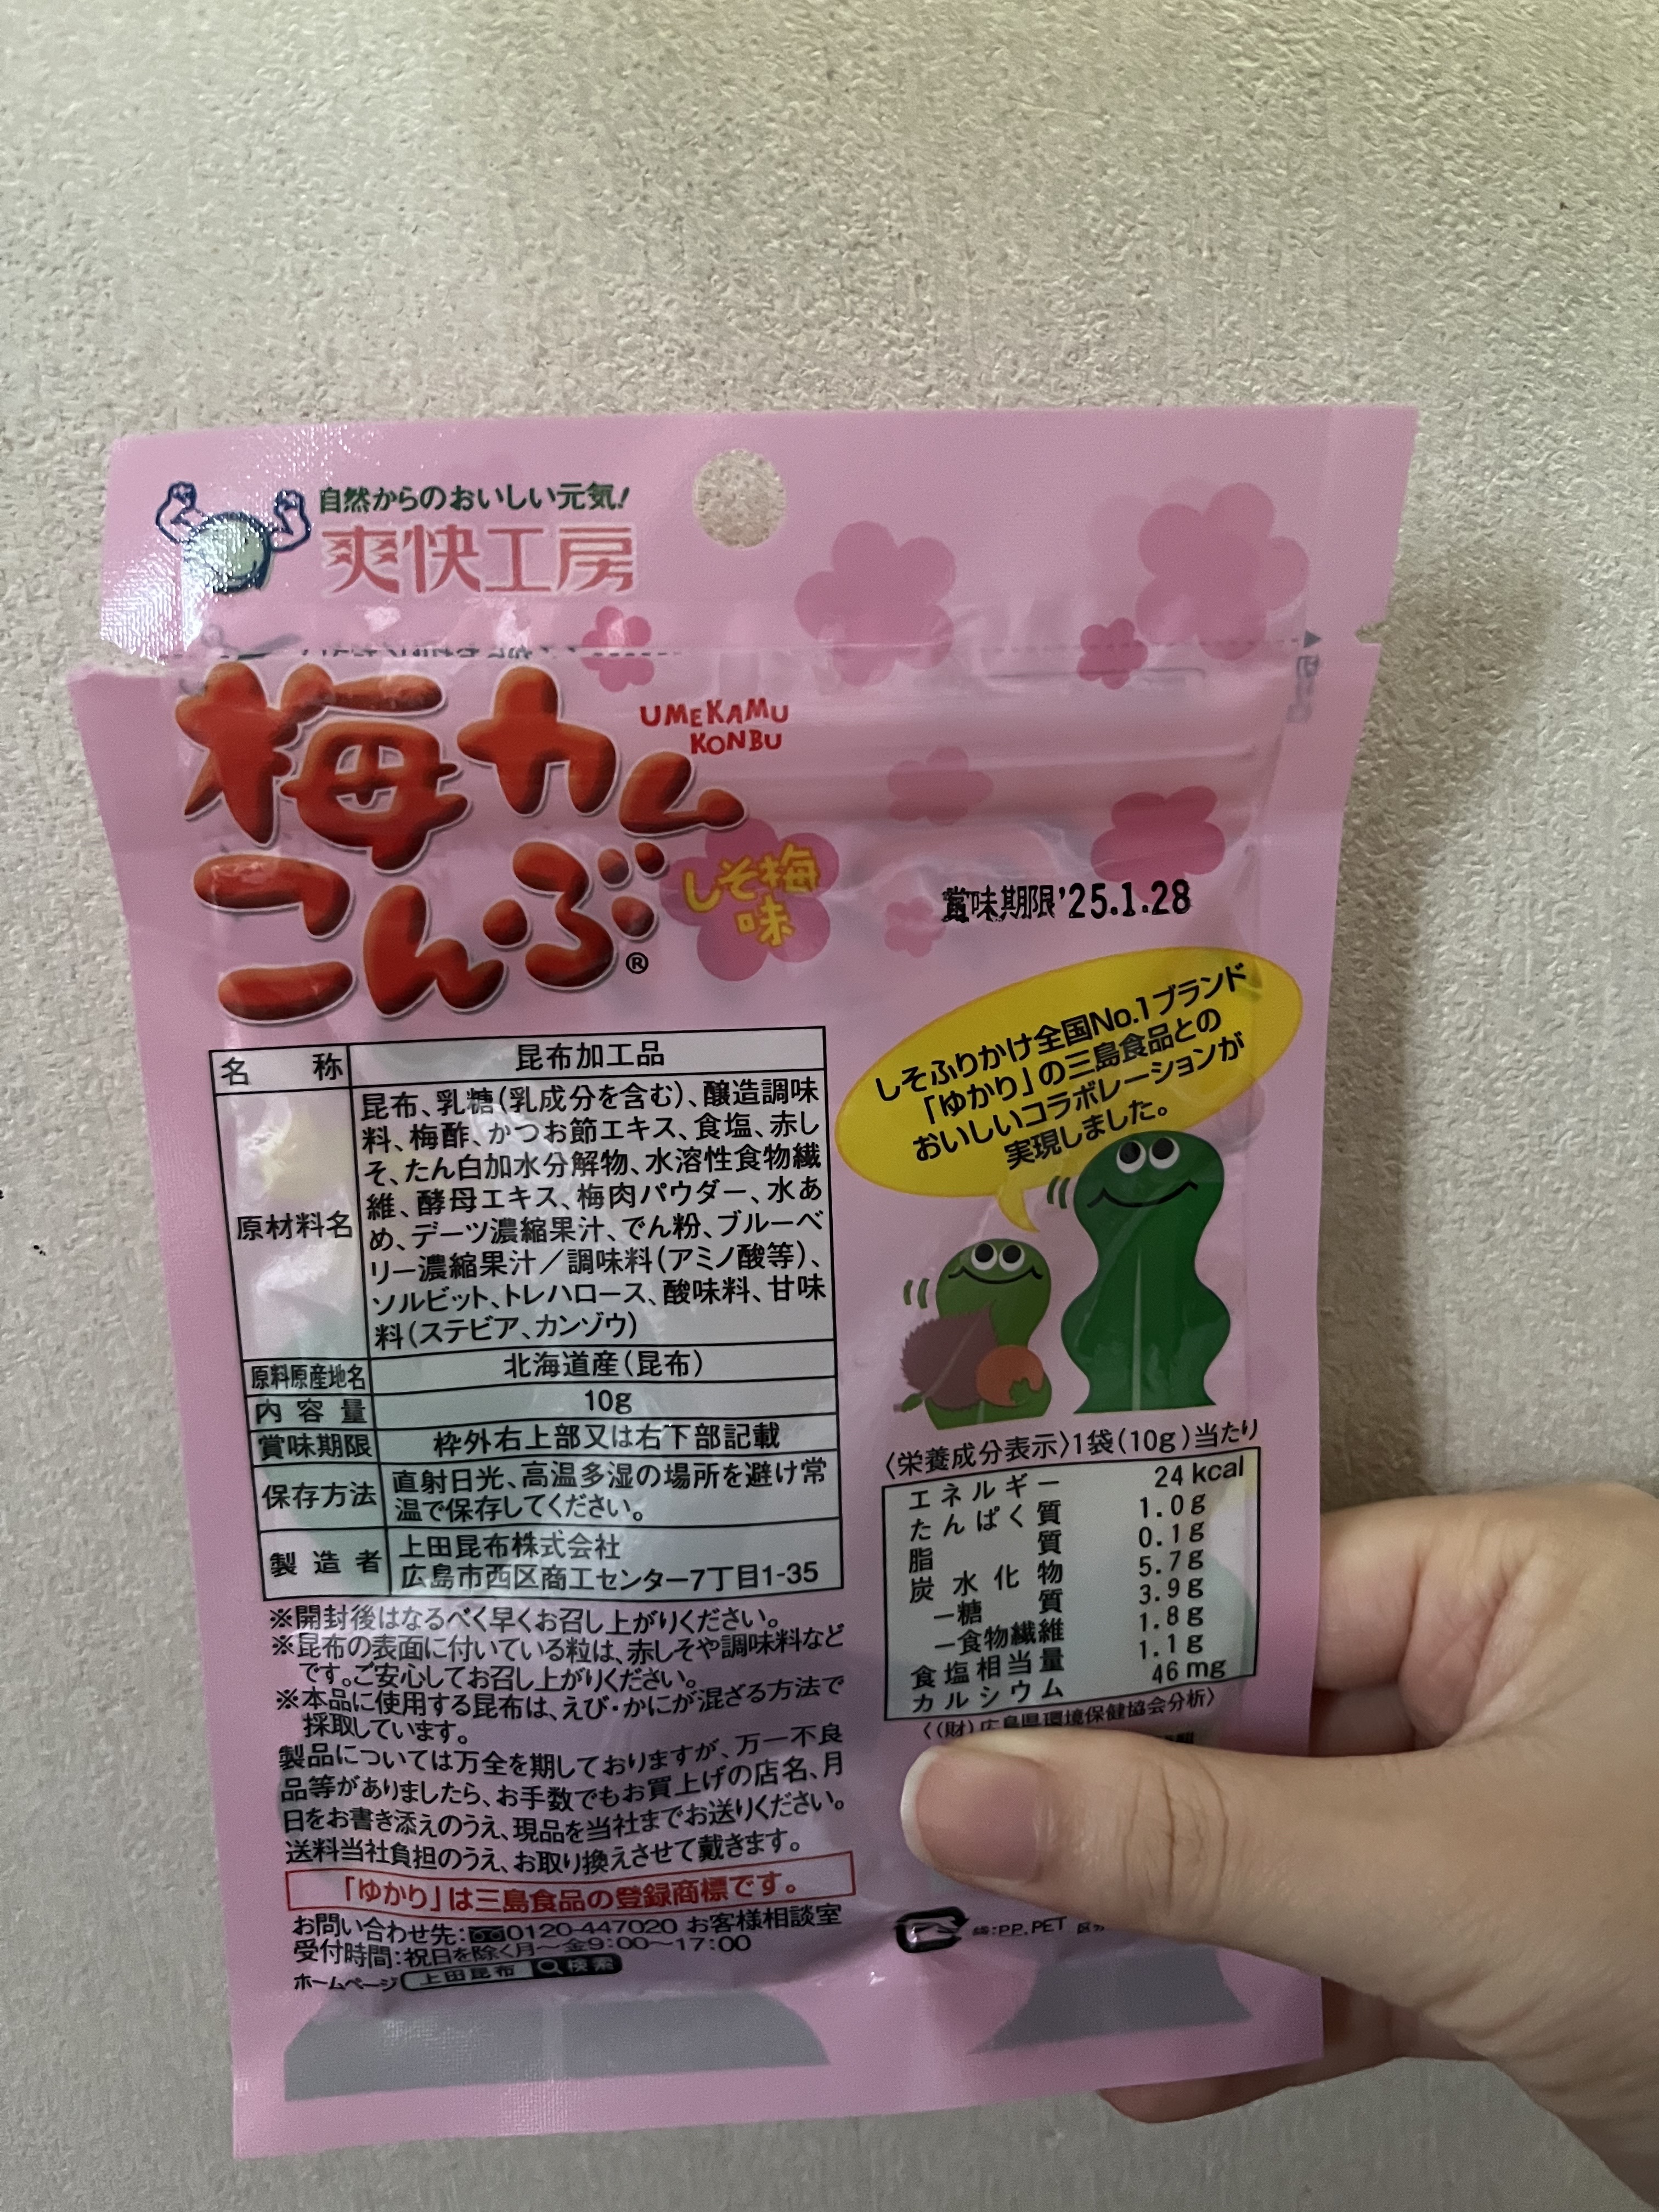 自然からのおいしい元気!
爽快工房
梅カム
こんぶ®
UMEKAMU
KONBU
しそ梅
味
賞味期限'25.1.28
しそふりかけ全国No.1ブランド
「ゆかり」の三島食品との
おいしいコラボレーションが
実現しました。
名称 昆布加工品
原材料名 昆布、乳糖(乳成分を含む)、醸造調味
料、梅酢、かつお節エキス、食塩、赤し
そ、たん白加水分解物、水溶性食物繊
維、酵母エキス、梅肉パウダー、水あ
め、デーツ濃縮果汁、でん粉、ブルーベ
リー濃縮果汁/調味料(アミノ酸等)、
ソルビット、トレハロース、酸味料、甘味
料(ステビア、カンゾウ)
原料原産地名 北海道産(昆布)
内容量 10g
賞味期限 枠外右上部又は右下部記載
保存方法 直射日光、高温多湿の場所を避け常
温で保存してください。
製造者 上田昆布株式会社
広島市西区商工センター7丁目1-35
※開封後はなるべく早くお召し上がりください。
※昆布の表面に付いている粒は、赤しそや調味料など
です。ご安心してお召し上がりください。
※本品に使用する昆布は、えび・かにが混ざる方法で
採取しています。
製品については万全を期しておりますが、万一不良
品等がありましたら、お手数でもお買上げの店名、月
日をお書き添えのうえ、現品を当社までお送りください。
送料当社負担のうえ、お取り換えさせて戴きます。
「ゆかり」は三島食品の登録商標です。
お問い合わせ先:0120-447020 お客様相談室
受付時間:祝日を除く月~金9:00~17:00
ホームページ 上田昆布 検索
〈栄養成分表示〉1袋(10g)当たり
エネルギー 24kcal
たんぱく質 1.0g
脂質 0.1g
炭水化物 5.7g
-糖質 3.9g
-食物繊維 1.8g
食塩相当量 1.1g
カルシウム 46mg
〈(財)広島県環境保健協会分析〉
袋:PP,PET